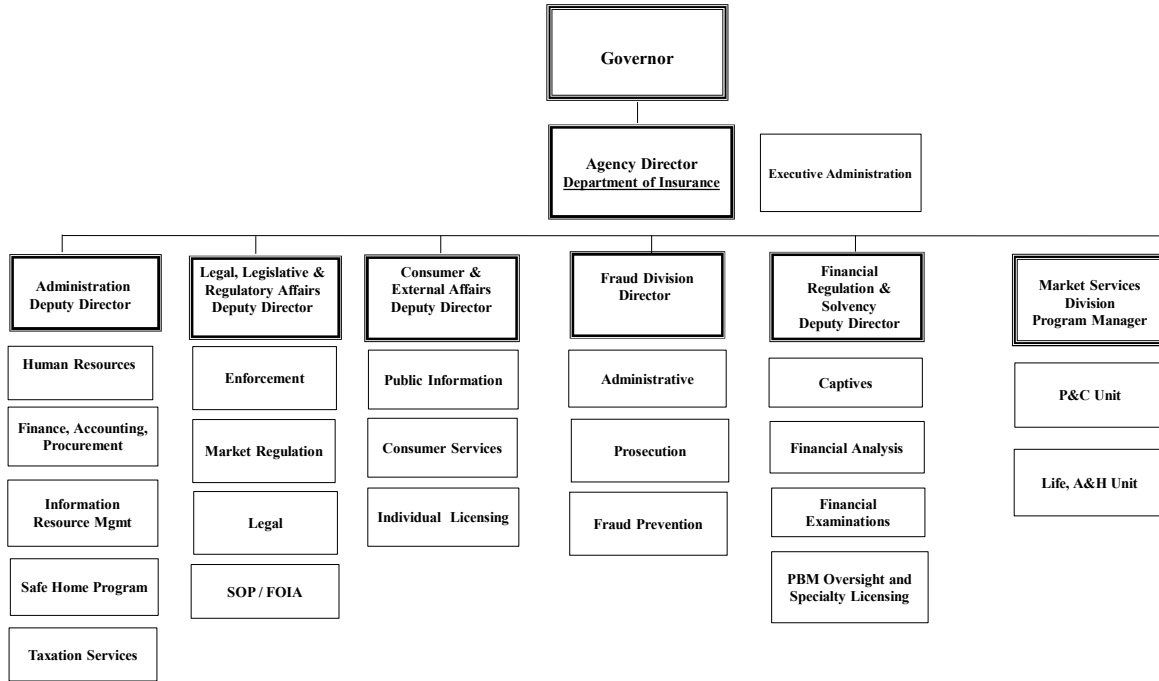 Governor
Agency Director
Department of Insurance
Executive Administration
Administration
Deputy Director
Legal, Legislative &
Regulatory Affairs
Deputy Director
Consumer &
External Affairs
Deputy Director
Fraud Division
Director
Financial
Regulation &
Solvency
Deputy Director
Market Services
Division
Program Manager
Human Resources
Finance, Accounting,
Procurement
Information
Resource Mgmt
Safe Home Program
Taxation Services
Enforcement
Market Regulation
Legal
SOP / FOIA
Public Information
Consumer Services
Individual Licensing
Administrative
Prosecution
Fraud Prevention
Captives
Financial Analysis
Financial
Examinations
PBM Oversight and
Specialty Licensing
P&C Unit
Life, A&H Unit